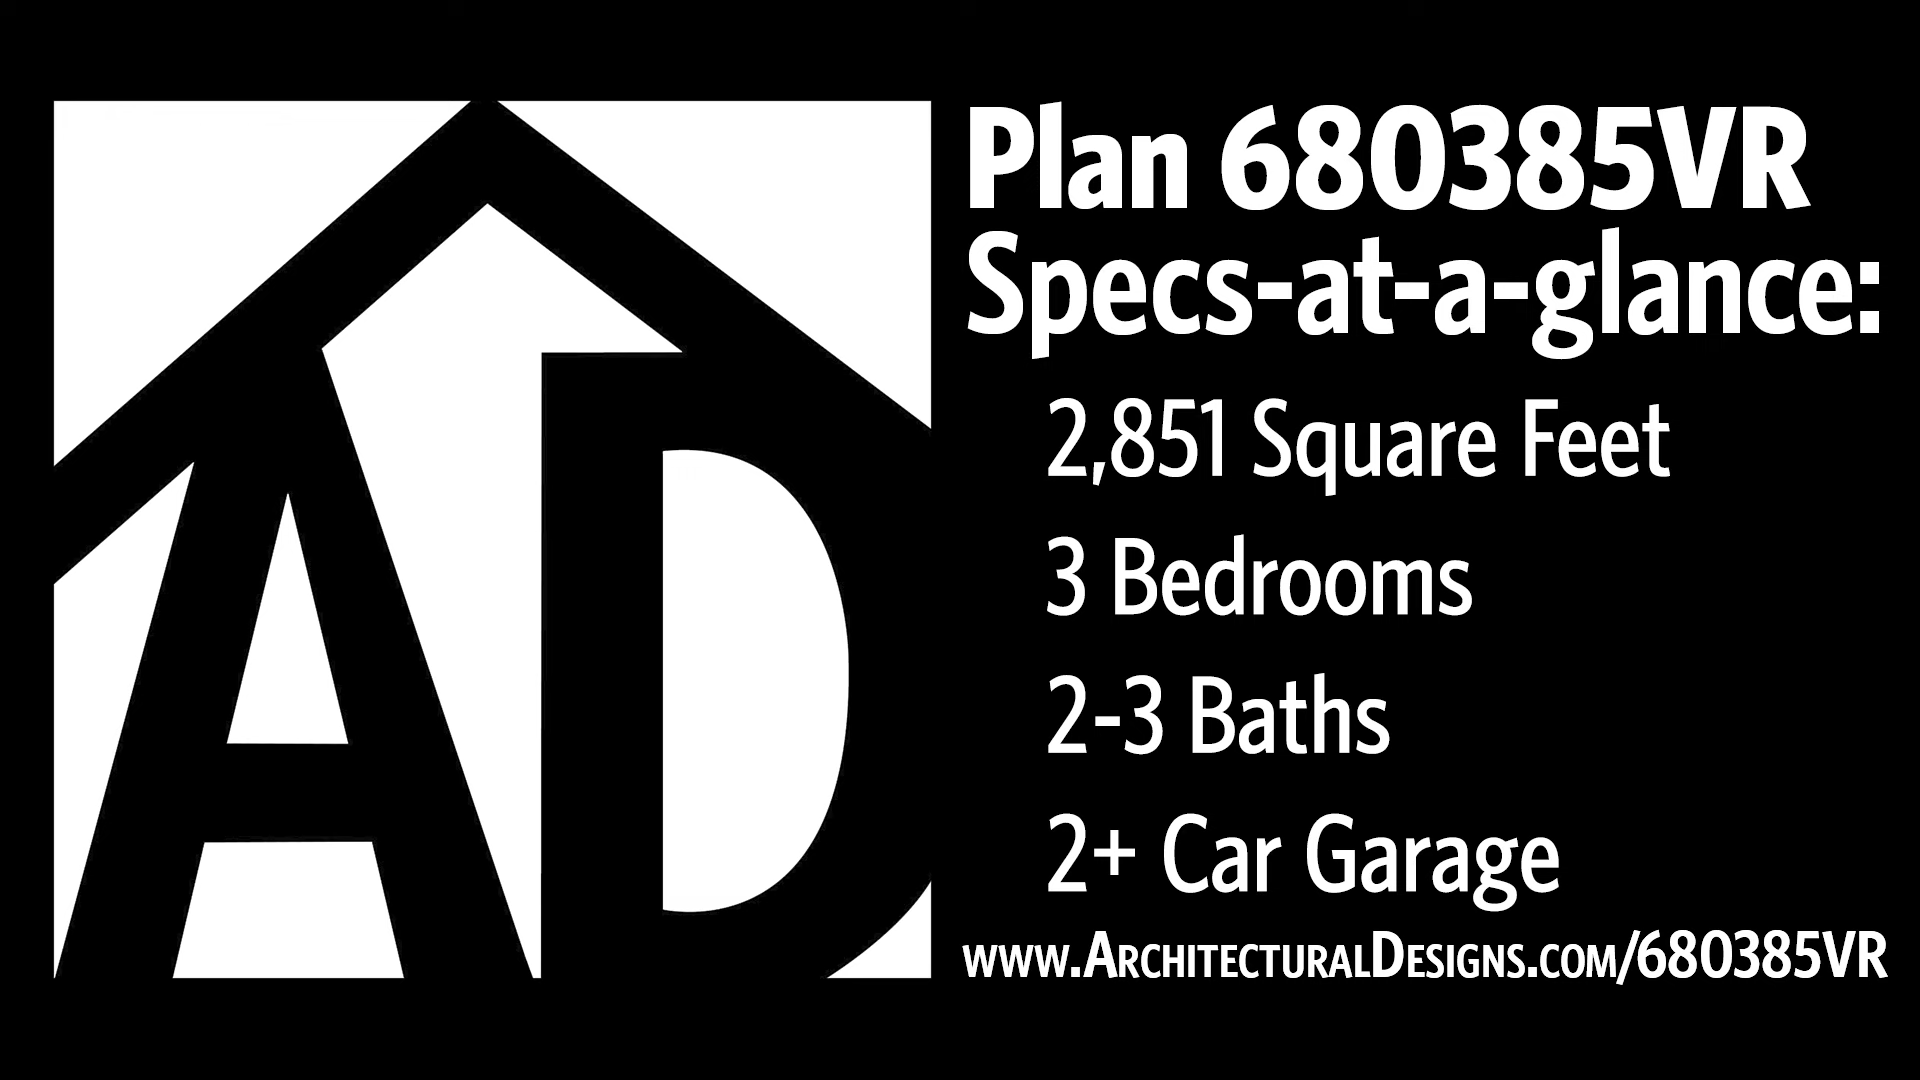 AD
Plan 680385VR
Specs-at-a-glance:
2,851 Square Feet
3 Bedrooms
2-3 Baths
2+ Car Garage
www.ArchitecturalDesigns.com/680385VR